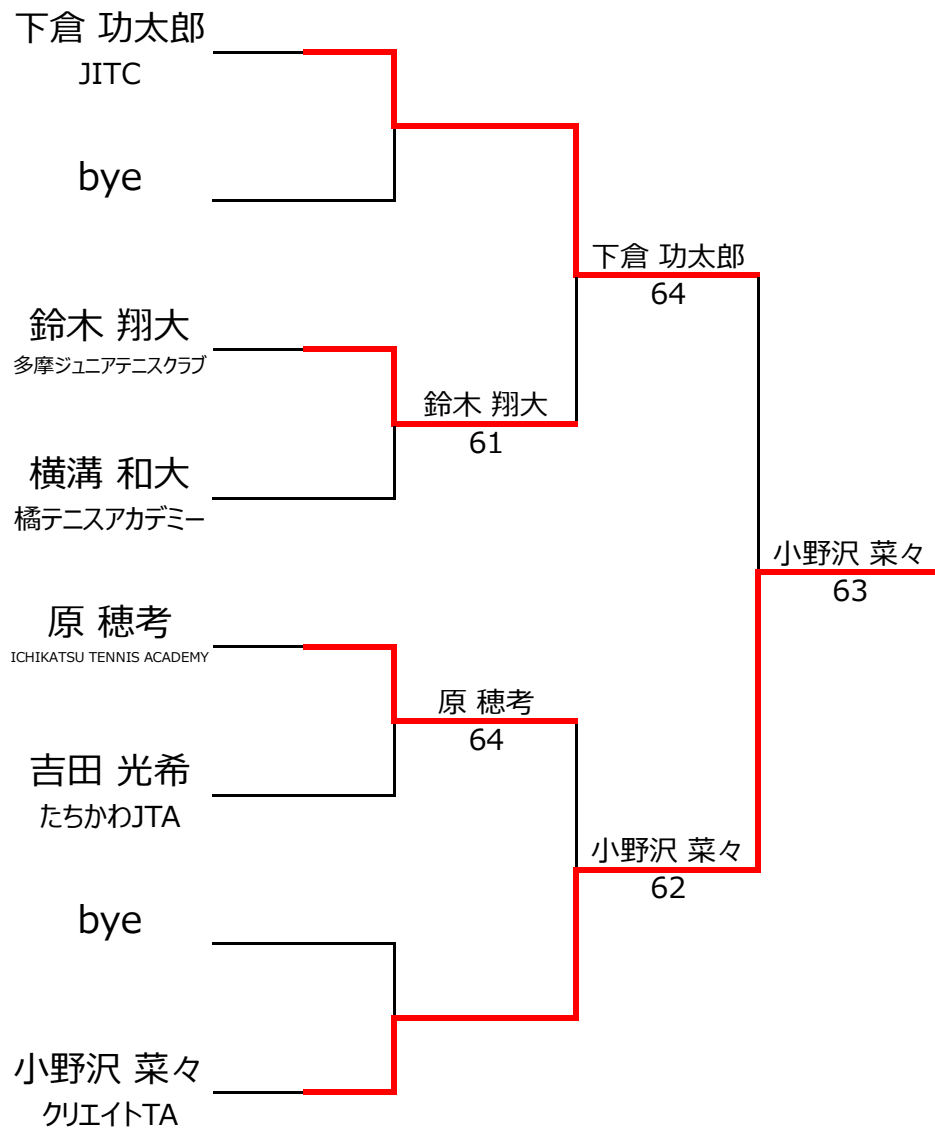 下倉 功太郎
JITC
bye
鈴木 翔大
多摩ジュニアテニスクラブ
横溝 和大
橘テニスアカデミー
原 穂考
ICHIKATSU TENNIS ACADEMY
吉田 光希
たちかわJTA
bye
小野沢 菜々
クリエイトTA
鈴木 翔大
61
原 穂考
64
下倉 功太郎
64
小野沢 菜々
62
小野沢 菜々
63